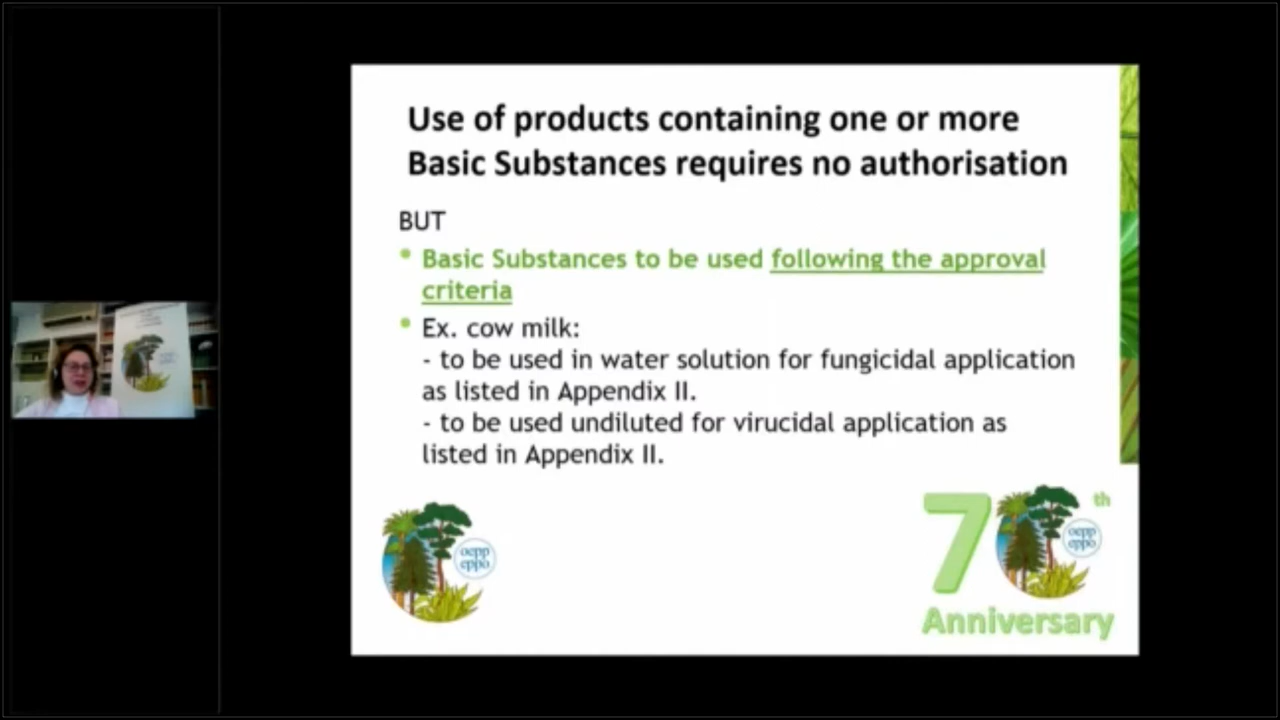 Use of products containing one or more
Basic Substances requires no authorisation
BUT
• Basic Substances to be used following the approval
criteria
• Ex. cow milk:
- to be used in water solution for fungicidal application
as listed in Appendix II.
- to be used undiluted for virucidal application as
listed in Appendix II.
oepp
eppo
70th
oepp
eppo
Anniversary